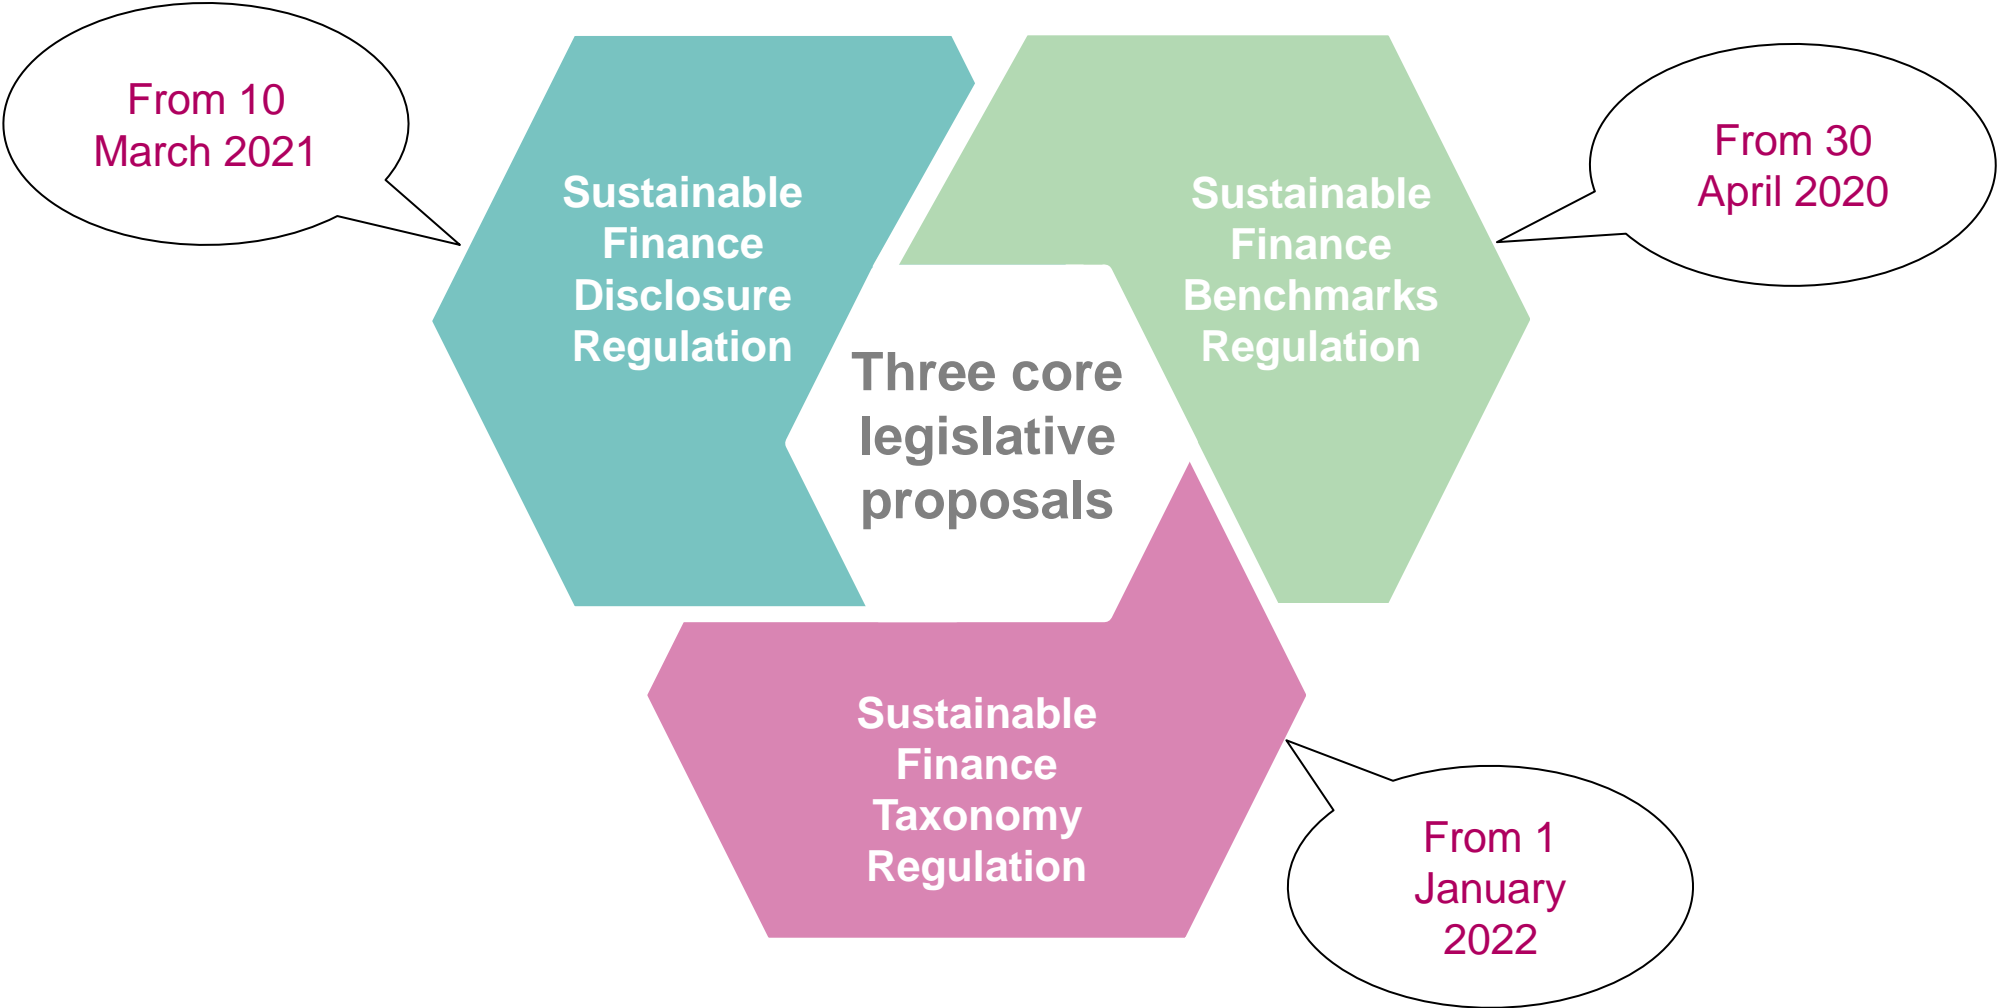 From 10
March 2021
Sustainable
Finance
Disclosure
Regulation
Sustainable
Finance
Benchmarks
Regulation
From 30
April 2020
Three core
legislative
proposals
Sustainable
Finance
Taxonomy
Regulation
From 1
January
2022